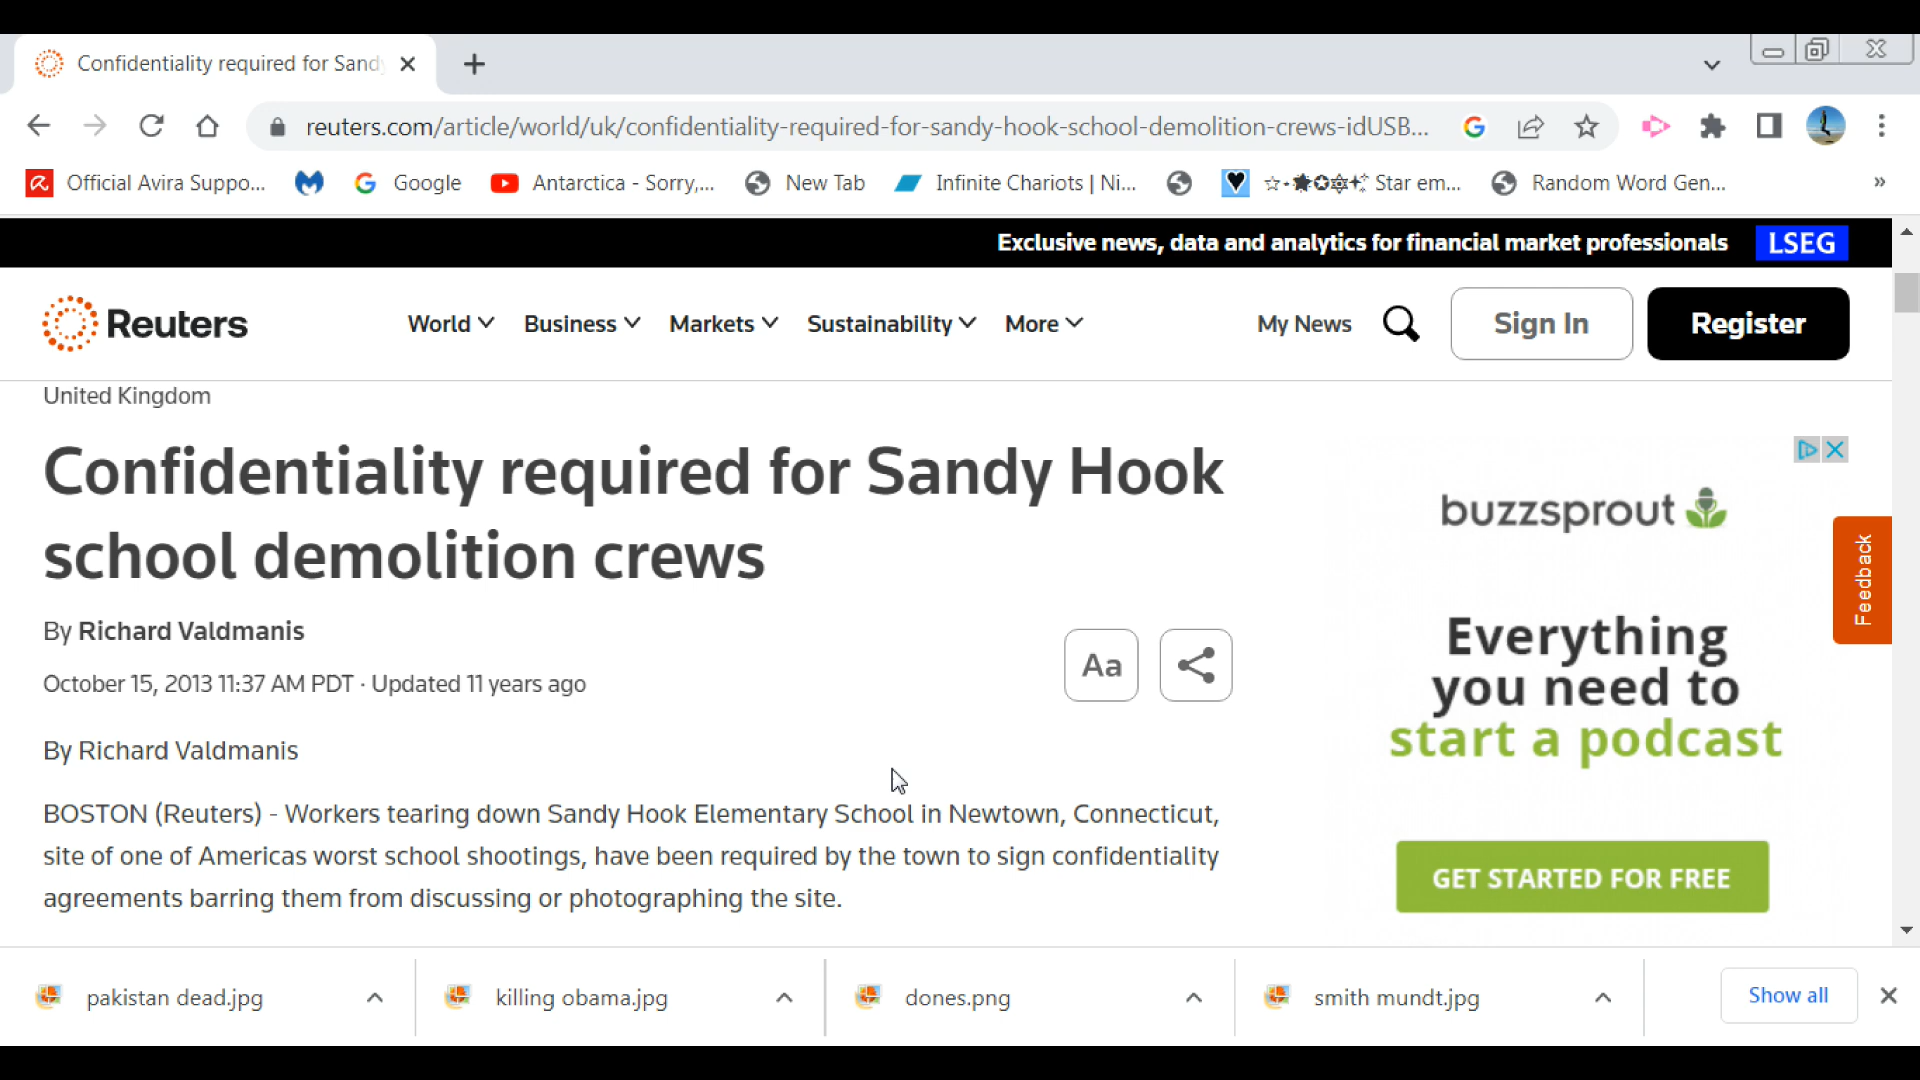 Confidentiality required for Sandy
reuters.com/article/world/uk/confidentiality-required-for-sandy-hook-school-demolition-crews-idUSB...
Official Avira Suppo... Google Antarctica - Sorry,... New Tab Infinite Chariots | Ni... Star em... Random Word Gen... »
Exclusive news, data and analytics for financial market professionals LSEG
Reuters World Business Markets Sustainability More My News Sign In Register
United Kingdom
Confidentiality required for Sandy Hook
school demolition crews
By Richard Valdmanis
October 15, 2013 11:37 AM PDT · Updated 11 years ago
Aa
By Richard Valdmanis
BOSTON (Reuters) - Workers tearing down Sandy Hook Elementary School in Newtown, Connecticut,
site of one of Americas worst school shootings, have been required by the town to sign confidentiality
agreements barring them from discussing or photographing the site.
buzzsprout
Everything
you need to
start a podcast
GET STARTED FOR FREE
Feedback
pakistan dead.jpg killing obama.jpg dones.png smith mundt.jpg Show all